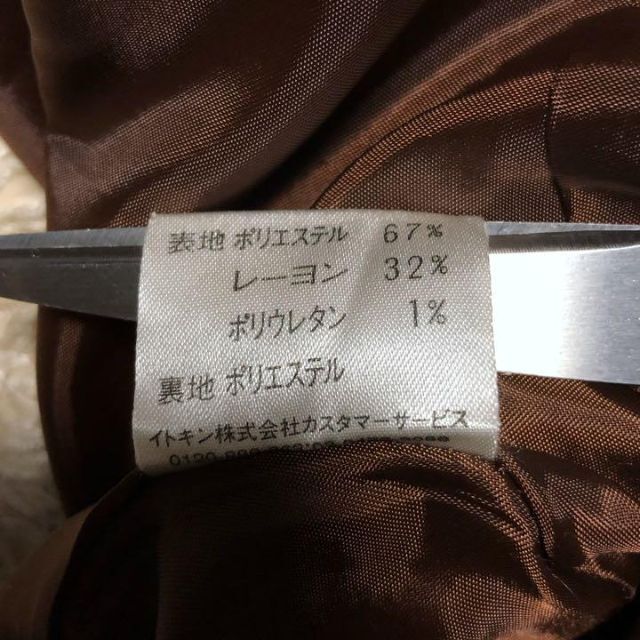 表地 ポリエステル 67%
レーヨン 32%
ポリウレタン 1%
裏地 ポリエステル
イトキン株式会社カスタマーサービス